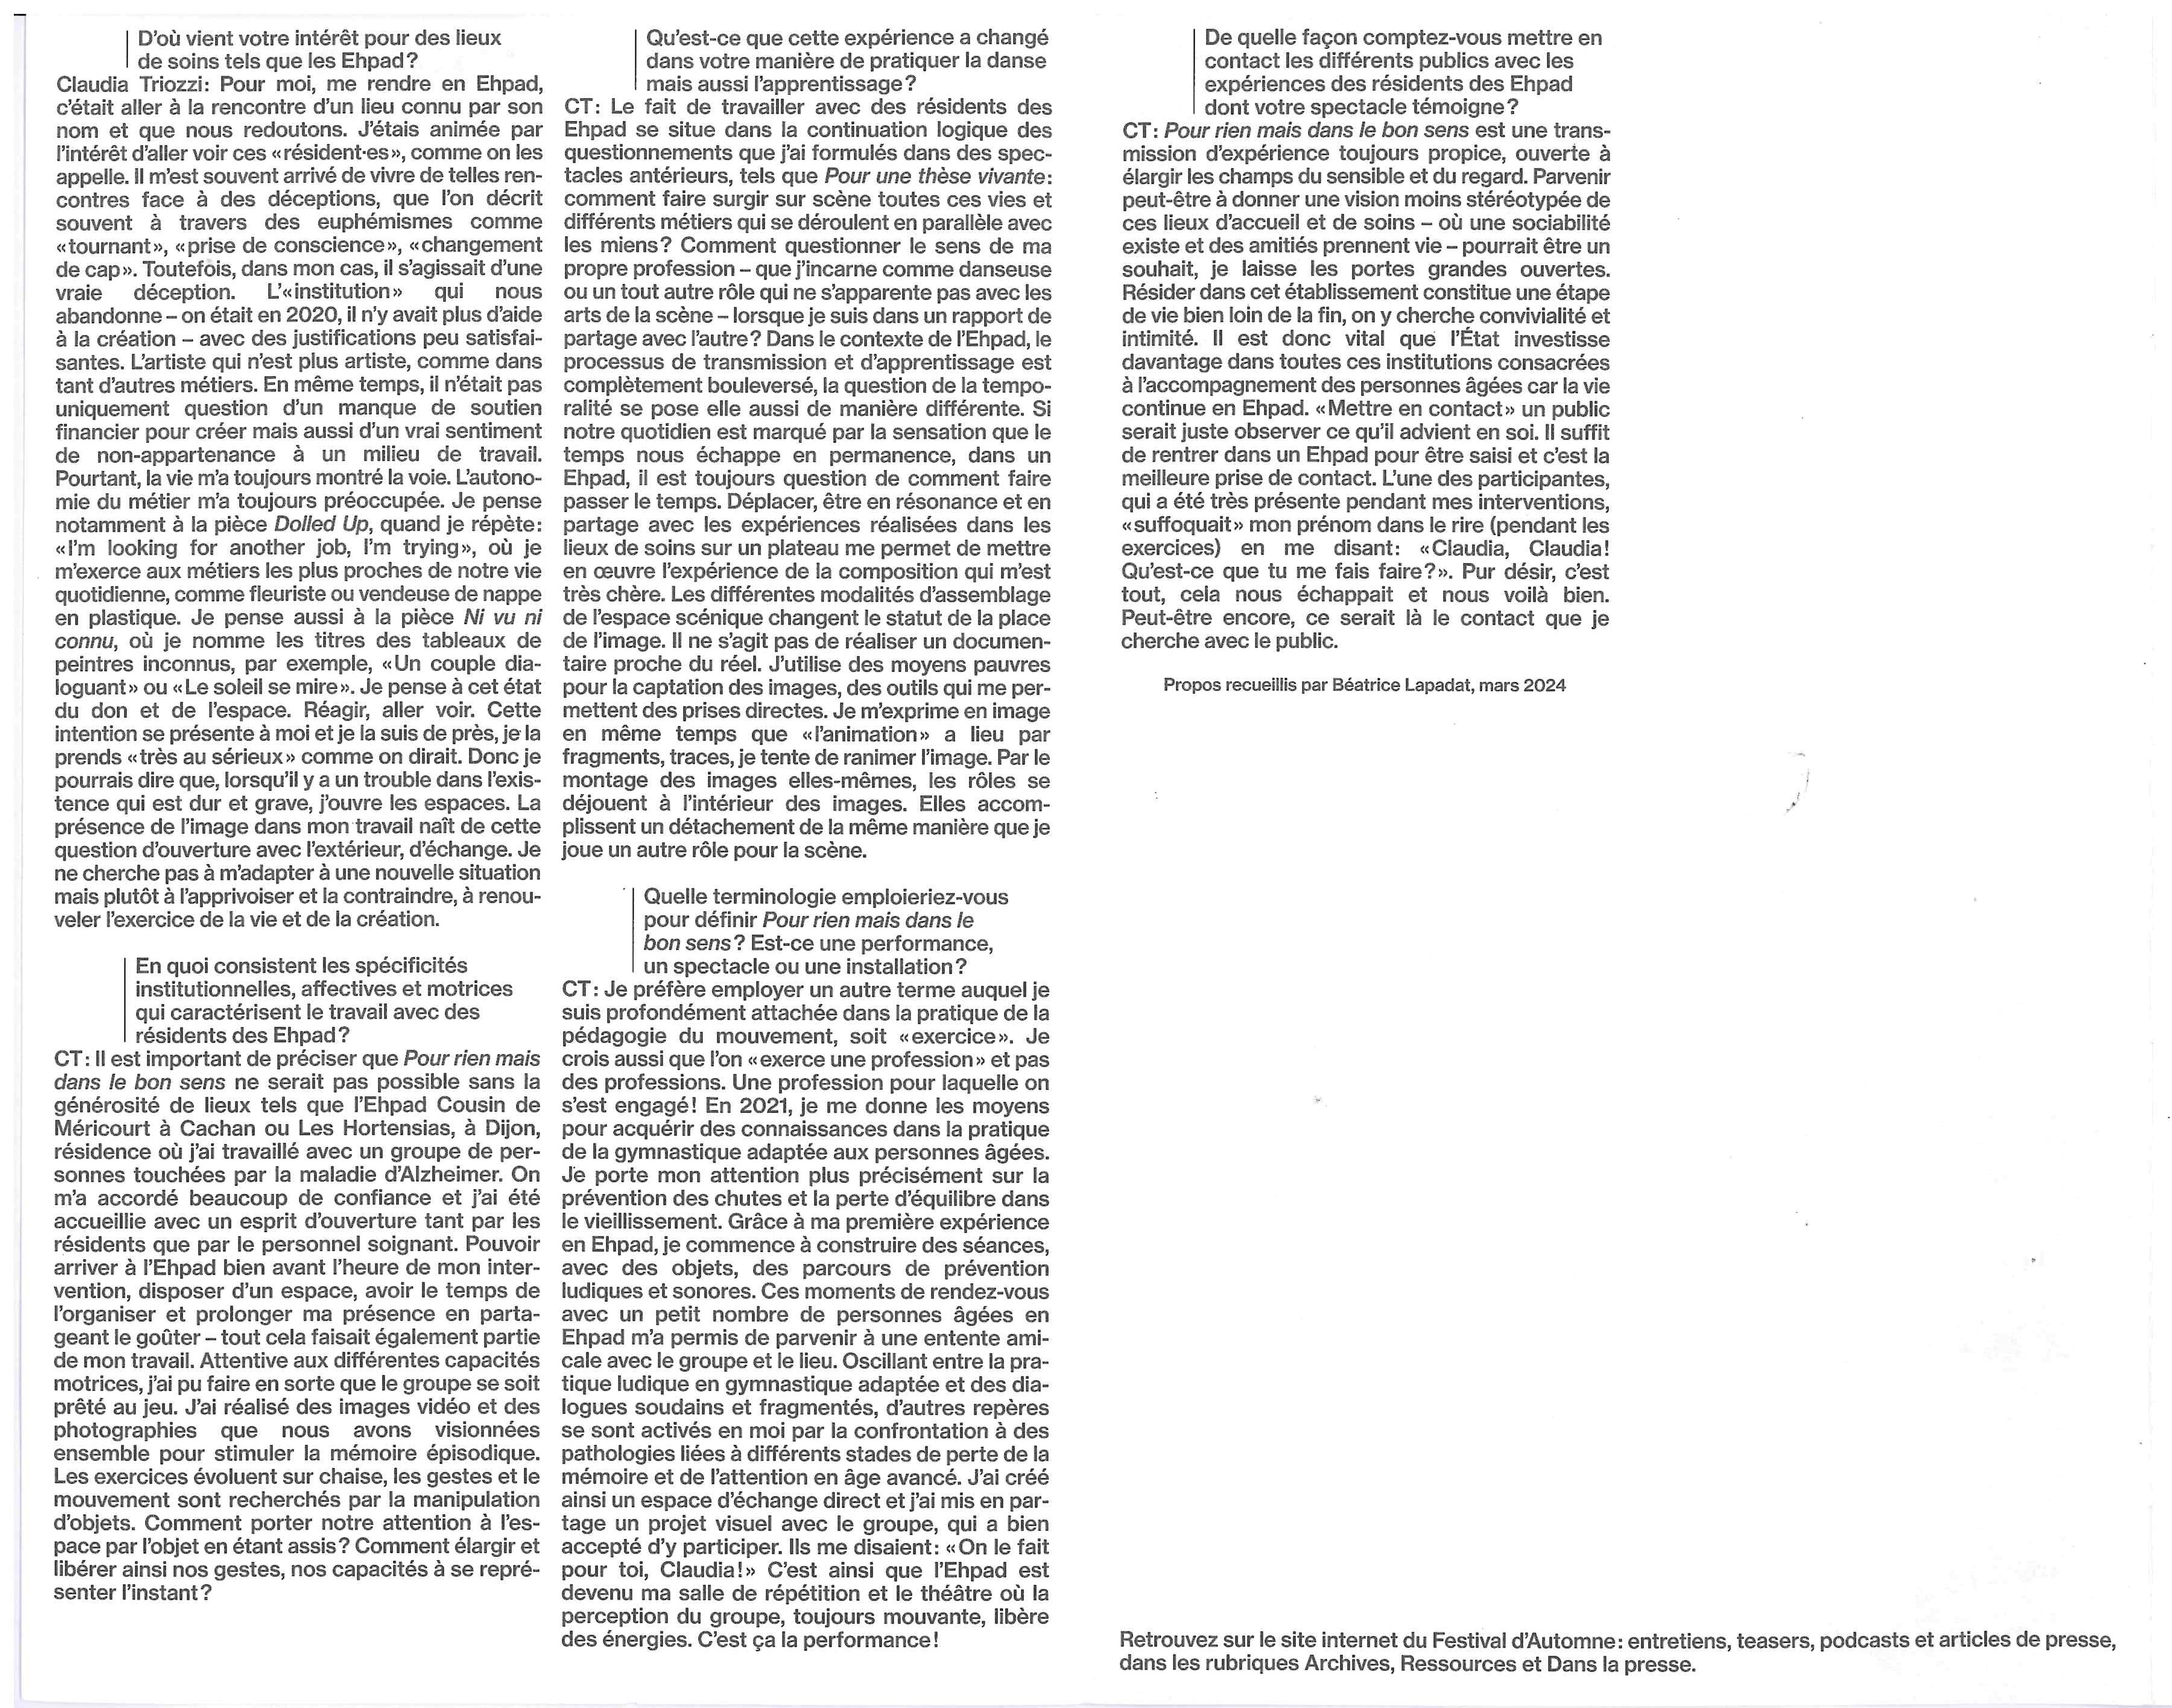 D'où vient votre intérêt pour des lieux
de soins tels que les Ehpad?
Claudia Triozzi: Pour moi, me rendre en Ehpad,
c'était aller à la rencontre d'un lieu connu par son
nom et que nous redoutons. J'étais animée par
l'intérêt d'aller voir ces «résident·es», comme on les
appelle. Il m'est souvent arrivé de vivre de telles ren-
contres face à des déceptions, que l'on décrit
souvent à travers des euphémismes comme
«tournant», «prise de conscience», «changement
de cap». Toutefois, dans mon cas, il s'agissait d'une
vraie déception. L'«institution» qui nous
abandonne – on était en 2020, il n'y avait plus d'aide
à la création – avec des justifications peu satisfai-
santes. L'artiste qui n'est plus artiste, comme dans
tant d'autres métiers. En même temps, il n'était pas
uniquement question d'un manque de soutien
financier pour créer mais aussi d'un vrai sentiment
de non-appartenance à un milieu de travail.
Pourtant, la vie m'a toujours montré la voie. L'autono-
mie du métier m'a toujours préoccupée. Je pense
notamment à la pièce Dolled Up, quand je répète:
«I'm looking for another job, I'm trying», où je
m'exerce aux métiers les plus proches de notre vie
quotidienne, comme fleuriste ou vendeuse de nappe
en plastique. Je pense aussi à la pièce Ni vu ni
connu, où je nomme les titres des tableaux de
peintres inconnus, par exemple, «Un couple dia-
loguant» ou «Le soleil se mire». Je pense à cet état
du don et de l'espace. Réagir, aller voir. Cette
intention se présente à moi et je la suis de près, je la
prends «très au sérieux» comme on dirait. Donc je
pourrais dire que, lorsqu'il y a un trouble dans l'exis-
tence qui est dur et grave, j'ouvre les espaces. La
présence de l'image dans mon travail naît de cette
question d'ouverture avec l'extérieur, d'échange. Je
ne cherche pas à m'adapter à une nouvelle situation
mais plutôt à l'apprivoiser et la contraindre, à renou-
veler l'exercice de la vie et de la création.
En quoi consistent les spécificités
institutionnelles, affectives et motrices
qui caractérisent le travail avec des
résidents des Ehpad?
CT: Il est important de préciser que Pour rien mais
dans le bon sens ne serait pas possible sans la
générosité de lieux tels que l'Ehpad Cousin de
Méricourt à Cachan ou Les Hortensias, à Dijon,
résidence où j'ai travaillé avec un groupe de per-
sonnes touchées par la maladie d'Alzheimer. On
m'a accordé beaucoup de confiance et j'ai été
accueillie avec un esprit d'ouverture tant par les
résidents que par le personnel soignant. Pouvoir
arriver à l'Ehpad bien avant l'heure de mon inter-
vention, disposer d'un espace, avoir le temps de
l'organiser et prolonger ma présence en parta-
geant le goûter – tout cela faisait également partie
de mon travail. Attentive aux différentes capacités
motrices, j'ai pu faire en sorte que le groupe se soit
prêté au jeu. J'ai réalisé des images vidéo et des
photographies que nous avons visionnées
ensemble pour stimuler la mémoire épisodique.
Les exercices évoluent sur chaise, les gestes et le
mouvement sont recherchés par la manipulation
d'objets. Comment porter notre attention à l'es-
pace par l'objet en étant assis? Comment élargir et
libérer ainsi nos gestes, nos capacités à se repré-
senter l'instant?
Qu'est-ce que cette expérience a changé
dans votre manière de pratiquer la danse
mais aussi l'apprentissage?
CT: Le fait de travailler avec des résidents des
Ehpad se situe dans la continuation logique des
questionnements que j'ai formulés dans des spec-
tacles antérieurs, tels que Pour une thèse vivante:
comment faire surgir sur scène toutes ces vies et
différents métiers qui se déroulent en parallèle avec
les miens? Comment questionner le sens de ma
propre profession – que j'incarne comme danseuse
ou un tout autre rôle qui ne s'apparente pas avec les
arts de la scène – lorsque je suis dans un rapport de
partage avec l'autre? Dans le contexte de l'Ehpad, le
processus de transmission et d'apprentissage est
complètement bouleversé, la question de la tempo-
ralité se pose elle aussi de manière différente. Si
notre quotidien est marqué par la sensation que le
temps nous échappe en permanence, dans un
Ehpad, il est toujours question de comment faire
passer le temps. Déplacer, être en résonance et en
partage avec les expériences réalisées dans les
lieux de soins sur un plateau me permet de mettre
en œuvre l'expérience de la composition qui m'est
très chère. Les différentes modalités d'assemblage
de l'espace scénique changent le statut de la place
de l'image. Il ne s'agit pas de réaliser un documen-
taire proche du réel. J'utilise des moyens pauvres
pour la captation des images, des outils qui me per-
mettent des prises directes. Je m'exprime en image
en même temps que «l'animation» a lieu par
fragments, traces, je tente de ranimer l'image. Par le
montage des images elles-mêmes, les rôles se
déjouent à l'intérieur des images. Elles accom-
plissent un détachement de la même manière que je
joue un autre rôle pour la scène.
Quelle terminologie emploieriez-vous
pour définir Pour rien mais dans le
bon sens? Est-ce une performance,
un spectacle ou une installation?
CT: Je préfère employer un autre terme auquel je
suis profondément attachée dans la pratique de la
pédagogie du mouvement, soit «exercice». Je
crois aussi que l'on «exerce une profession» et pas
des professions. Une profession pour laquelle on
s'est engagé! En 2021, je me donne les moyens
pour acquérir des connaissances dans la pratique
de la gymnastique adaptée aux personnes âgées.
Je porte mon attention plus précisément sur la
prévention des chutes et la perte d'équilibre dans
le vieillissement. Grâce à ma première expérience
en Ehpad, je commence à construire des séances,
avec des objets, des parcours de prévention
ludiques et sonores. Ces moments de rendez-vous
avec un petit nombre de personnes âgées en
Ehpad m'a permis de parvenir à une entente ami-
cale avec le groupe et le lieu. Oscillant entre la pra-
tique ludique en gymnastique adaptée et des dia-
logues soudains et fragmentés, d'autres repères
se sont activés en moi par la confrontation à des
pathologies liées à différents stades de perte de la
mémoire et de l'attention en âge avancé. J'ai créé
ainsi un espace d'échange direct et j'ai mis en par-
tage un projet visuel avec le groupe, qui a bien
accepté d'y participer. Ils me disaient: «On le fait
pour toi, Claudia!» C'est ainsi que l'Ehpad est
devenu ma salle de répétition et le théâtre où la
perception du groupe, toujours mouvante, libère
des énergies. C'est ça la performance!
De quelle façon comptez-vous mettre en
contact les différents publics avec les
expériences des résidents des Ehpad
dont votre spectacle témoigne?
CT: Pour rien mais dans le bon sens est une trans-
mission d'expérience toujours propice, ouverte à
élargir les champs du sensible et du regard. Parvenir
peut-être à donner une vision moins stéréotypée de
ces lieux d'accueil et de soins – où une sociabilité
existe et des amitiés prennent vie – pourrait être un
souhait, je laisse les portes grandes ouvertes.
Résider dans cet établissement constitue une étape
de vie bien loin de la fin, on y cherche convivialité et
intimité. Il est donc vital que l'État investisse
davantage dans toutes ces institutions consacrées
à l'accompagnement des personnes âgées car la vie
continue en Ehpad. «Mettre en contact» un public
serait juste observer ce qu'il advient en soi. Il suffit
de rentrer dans un Ehpad pour être saisi et c'est la
meilleure prise de contact. L'une des participantes,
qui a été très présente pendant mes interventions,
«suffoquait» mon prénom dans le rire (pendant les
exercices) en me disant: «Claudia, Claudia!
Qu'est-ce que tu me fais faire?». Pur désir, c'est
tout, cela nous échappait et nous voilà bien.
Peut-être encore, ce serait là le contact que je
cherche avec le public.
Propos recueillis par Béatrice Lapadat, mars 2024
Retrouvez sur le site internet du Festival d'Automne: entretiens, teasers, podcasts et articles de presse,
dans les rubriques Archives, Ressources et Dans la presse.